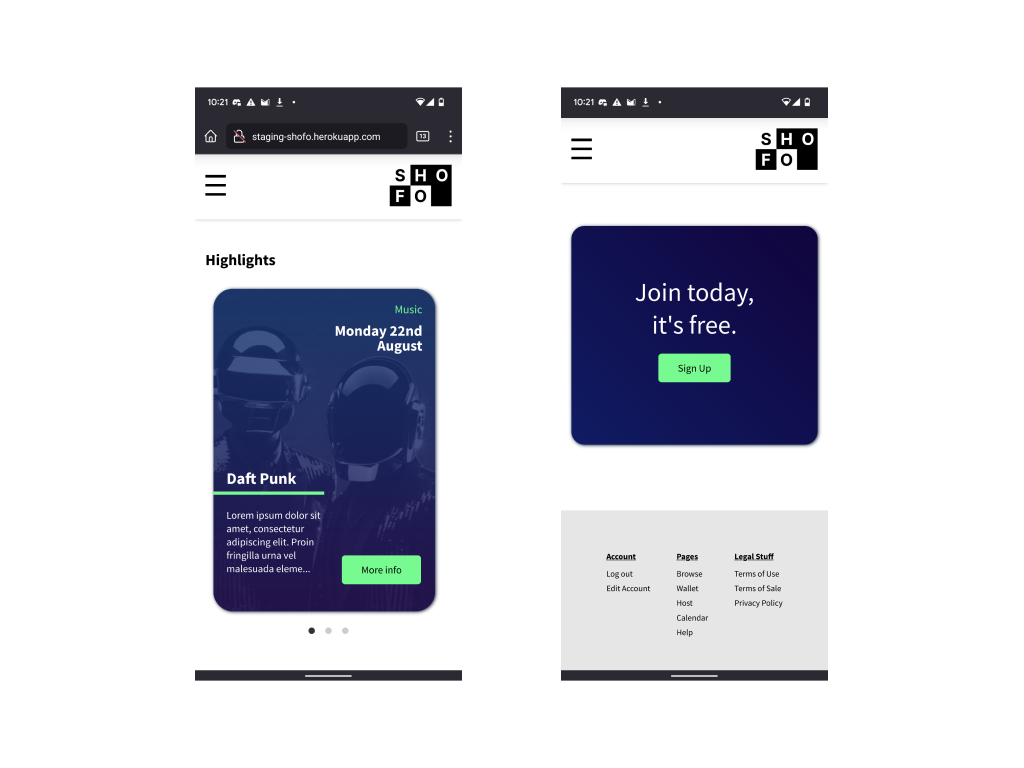 10:21
staging-shofo.herokuapp.com
13
SHO
FO
Highlights
Music
Monday 22nd
August
Daft Punk
Lorem ipsum dolor sit
amet, consectetur
adipiscing elit. Proin
fringilla urna vel
malesuada eleme...
More info
10:21
SHO
FO
Join today,
it's free.
Sign Up
Account
Log out
Edit Account
Pages
Browse
Wallet
Host
Calendar
Help
Legal Stuff
Terms of Use
Terms of Sale
Privacy Policy